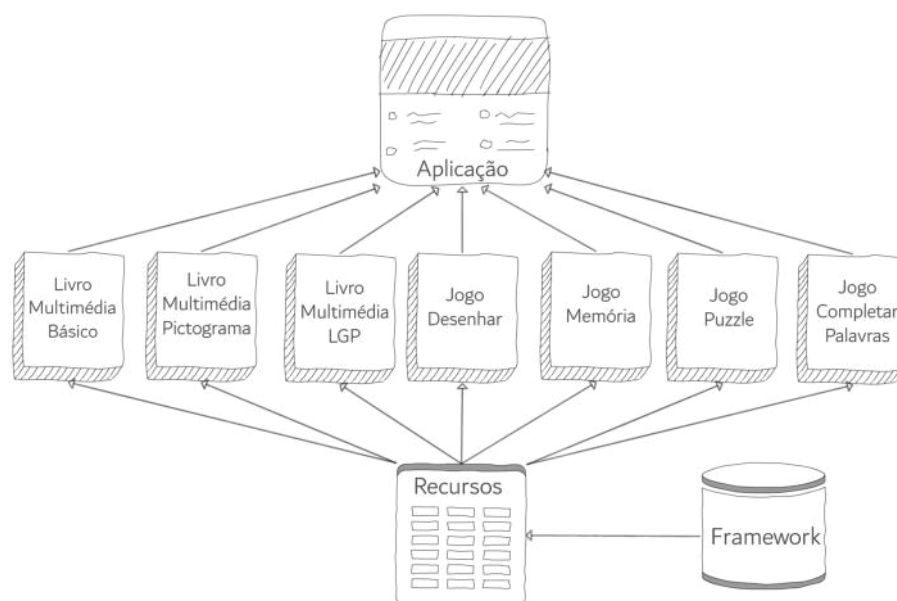 Aplicação
Livro
Multimédia
Básico
Livro
Multimédia
Pictograma
Livro
Multimédia
LGP
Jogo
Desenhar
Jogo
Memória
Jogo
Puzzle
Jogo
Completar
Palavras
Recursos
Framework